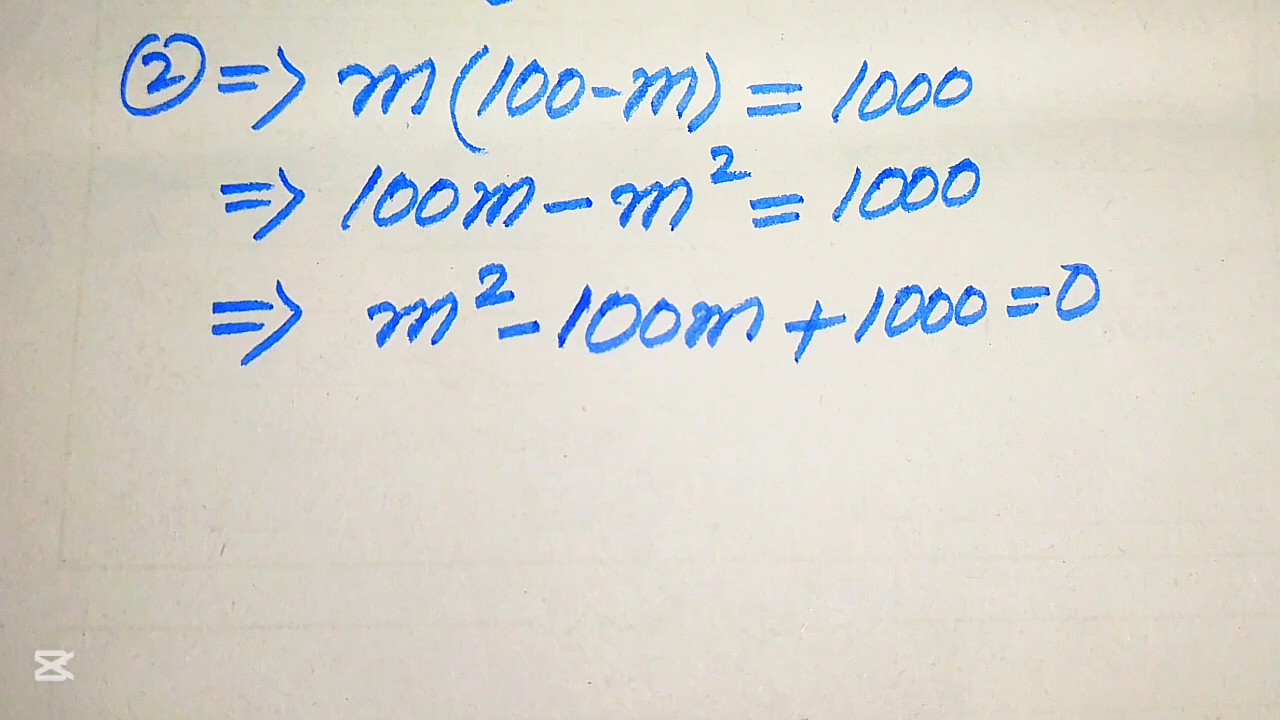 ② => m(100-m) = 1000
=> 100m - m² = 1000
=> m² - 100m + 1000 = 0